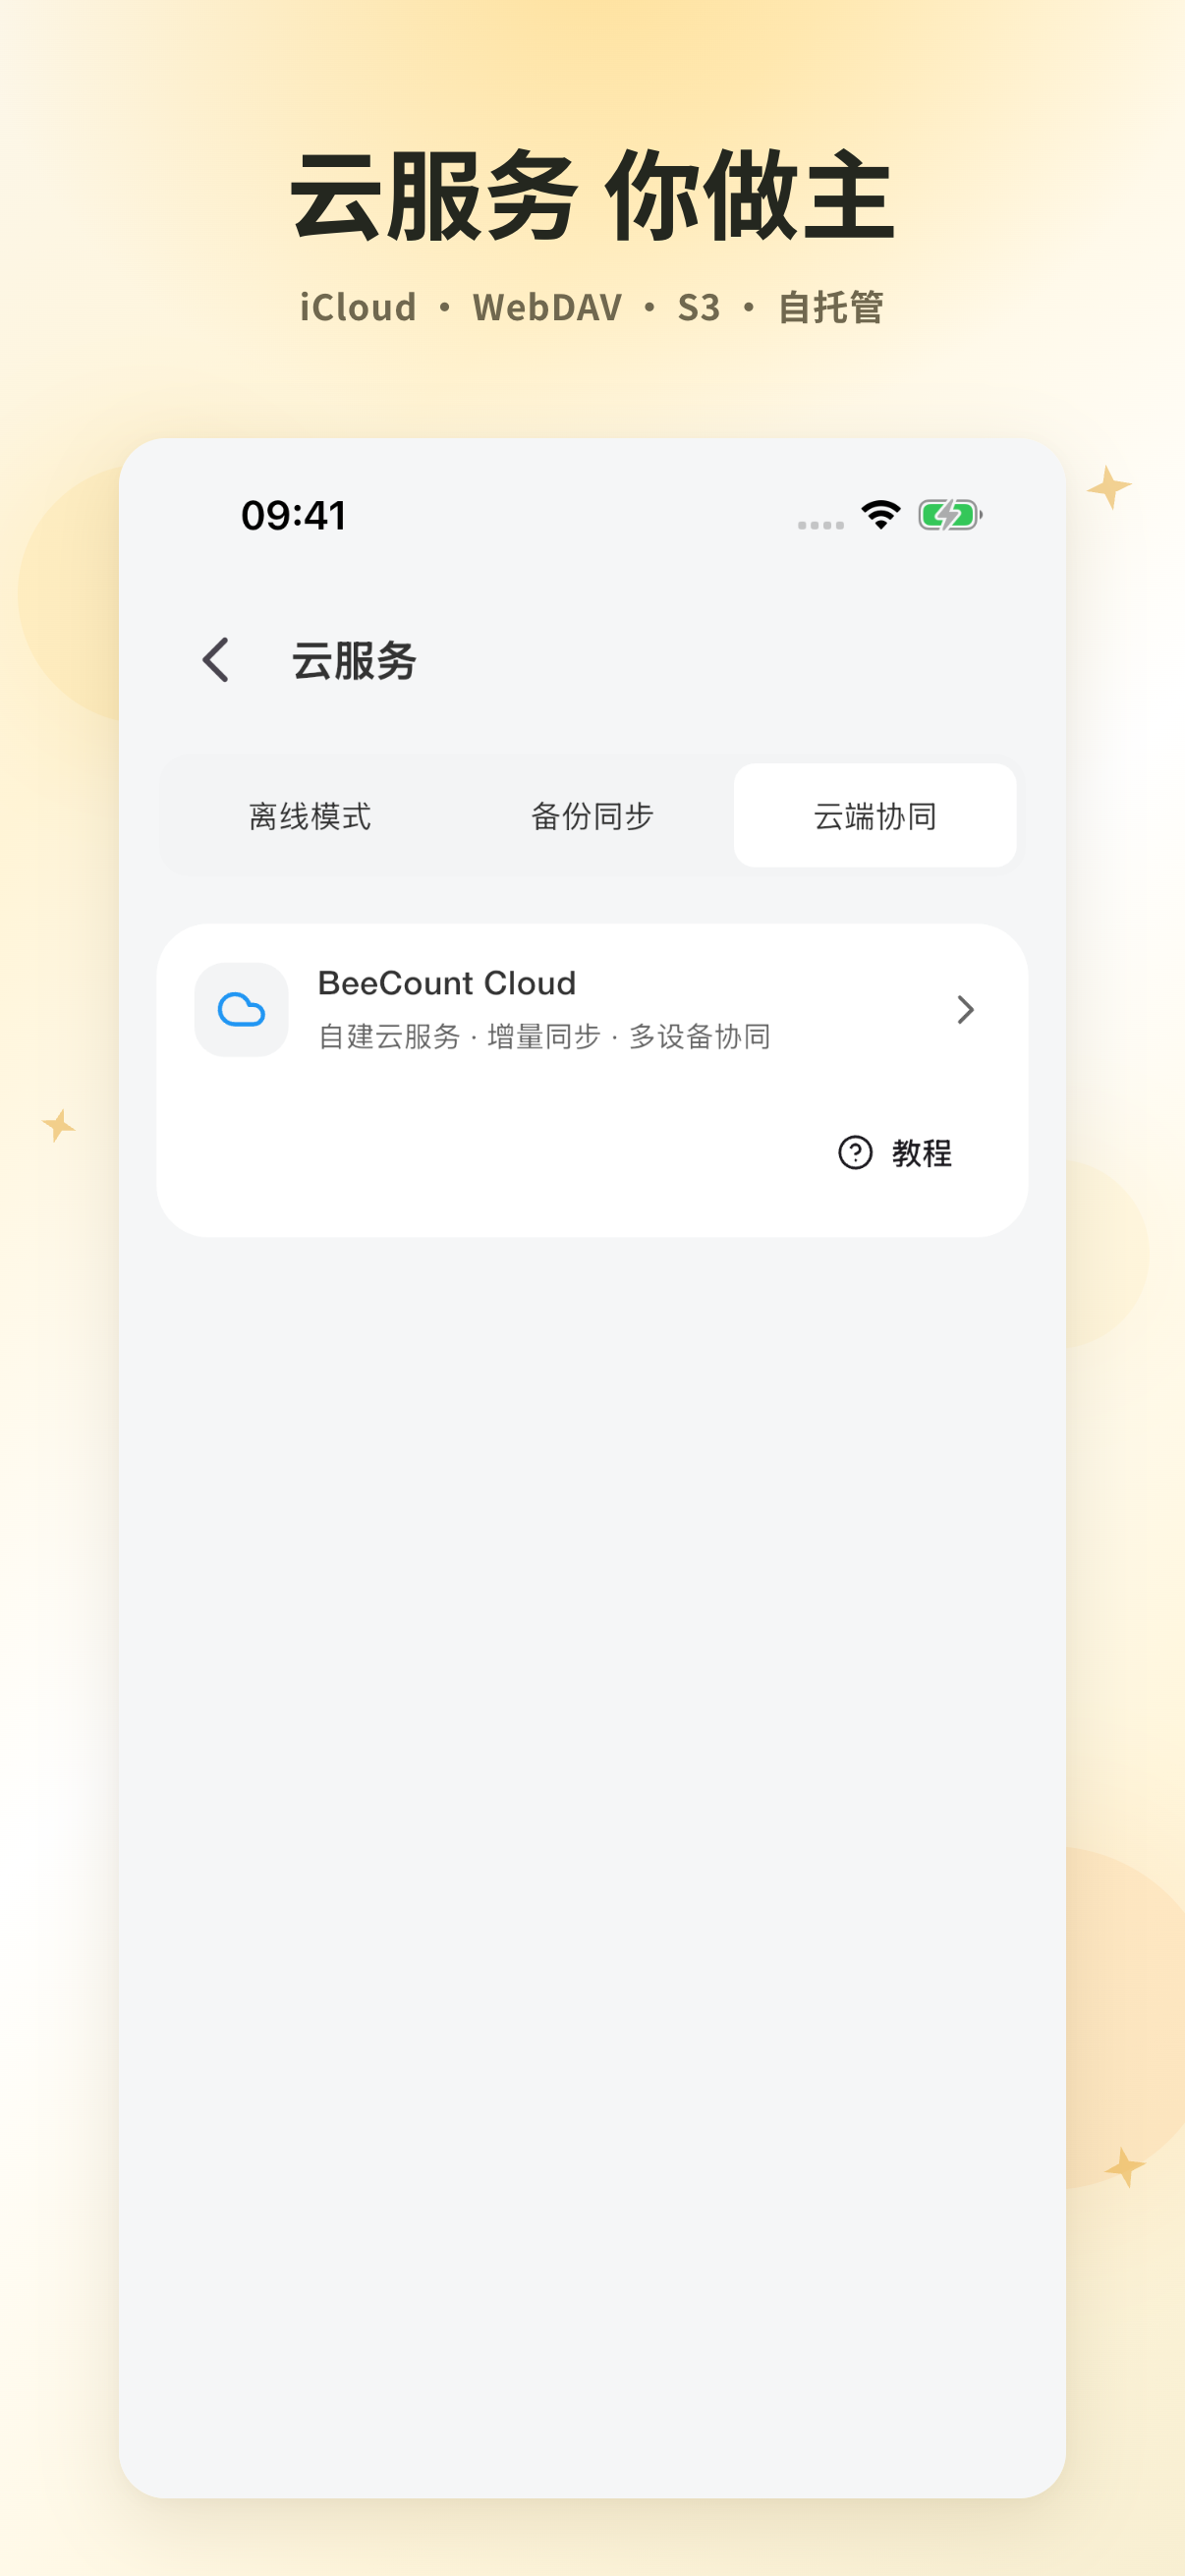 云服务 你做主
iCloud · WebDAV · S3 · 自托管
09:41
云服务
离线模式 备份同步 云端协同
BeeCount Cloud
自建云服务 · 增量同步 · 多设备协同
教程